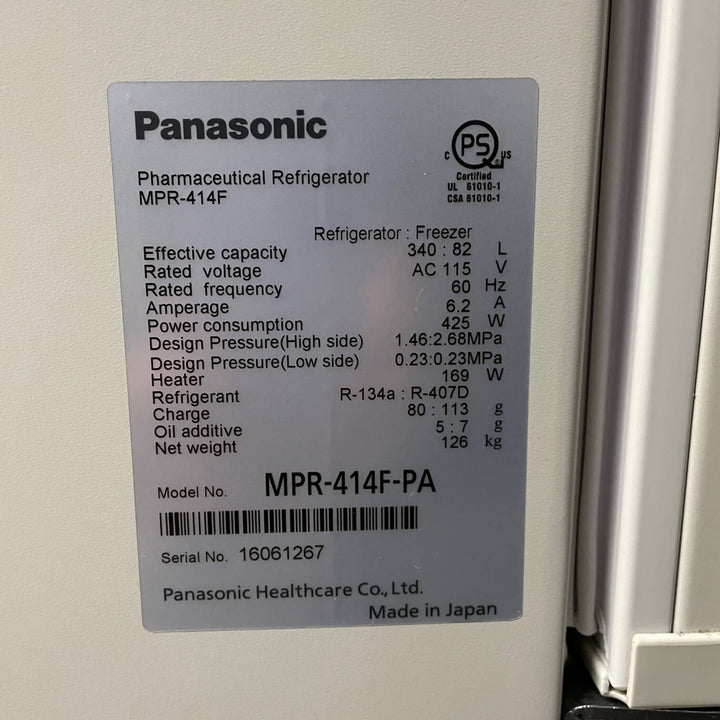 Panasonic
Pharmaceutical Refrigerator
MPR-414F
C PS US
Certified
UL 61010-1
CSA 61010-1
Refrigerator : Freezer
Effective capacity 340 : 82 L
Rated voltage AC 115 V
Rated frequency 60 Hz
Amperage 6.2 A
Power consumption 425 W
Design Pressure(High side) 1.46:2.68MPa
Design Pressure(Low side) 0.23:0.23MPa
Heater 169 W
Refrigerant R-134a : R-407D
Charge 80 : 113 g
Oil additive 5 : 7 g
Net weight 126 kg
Model No. MPR-414F-PA
Serial No. 16061267
Panasonic Healthcare Co., Ltd.
Made in Japan